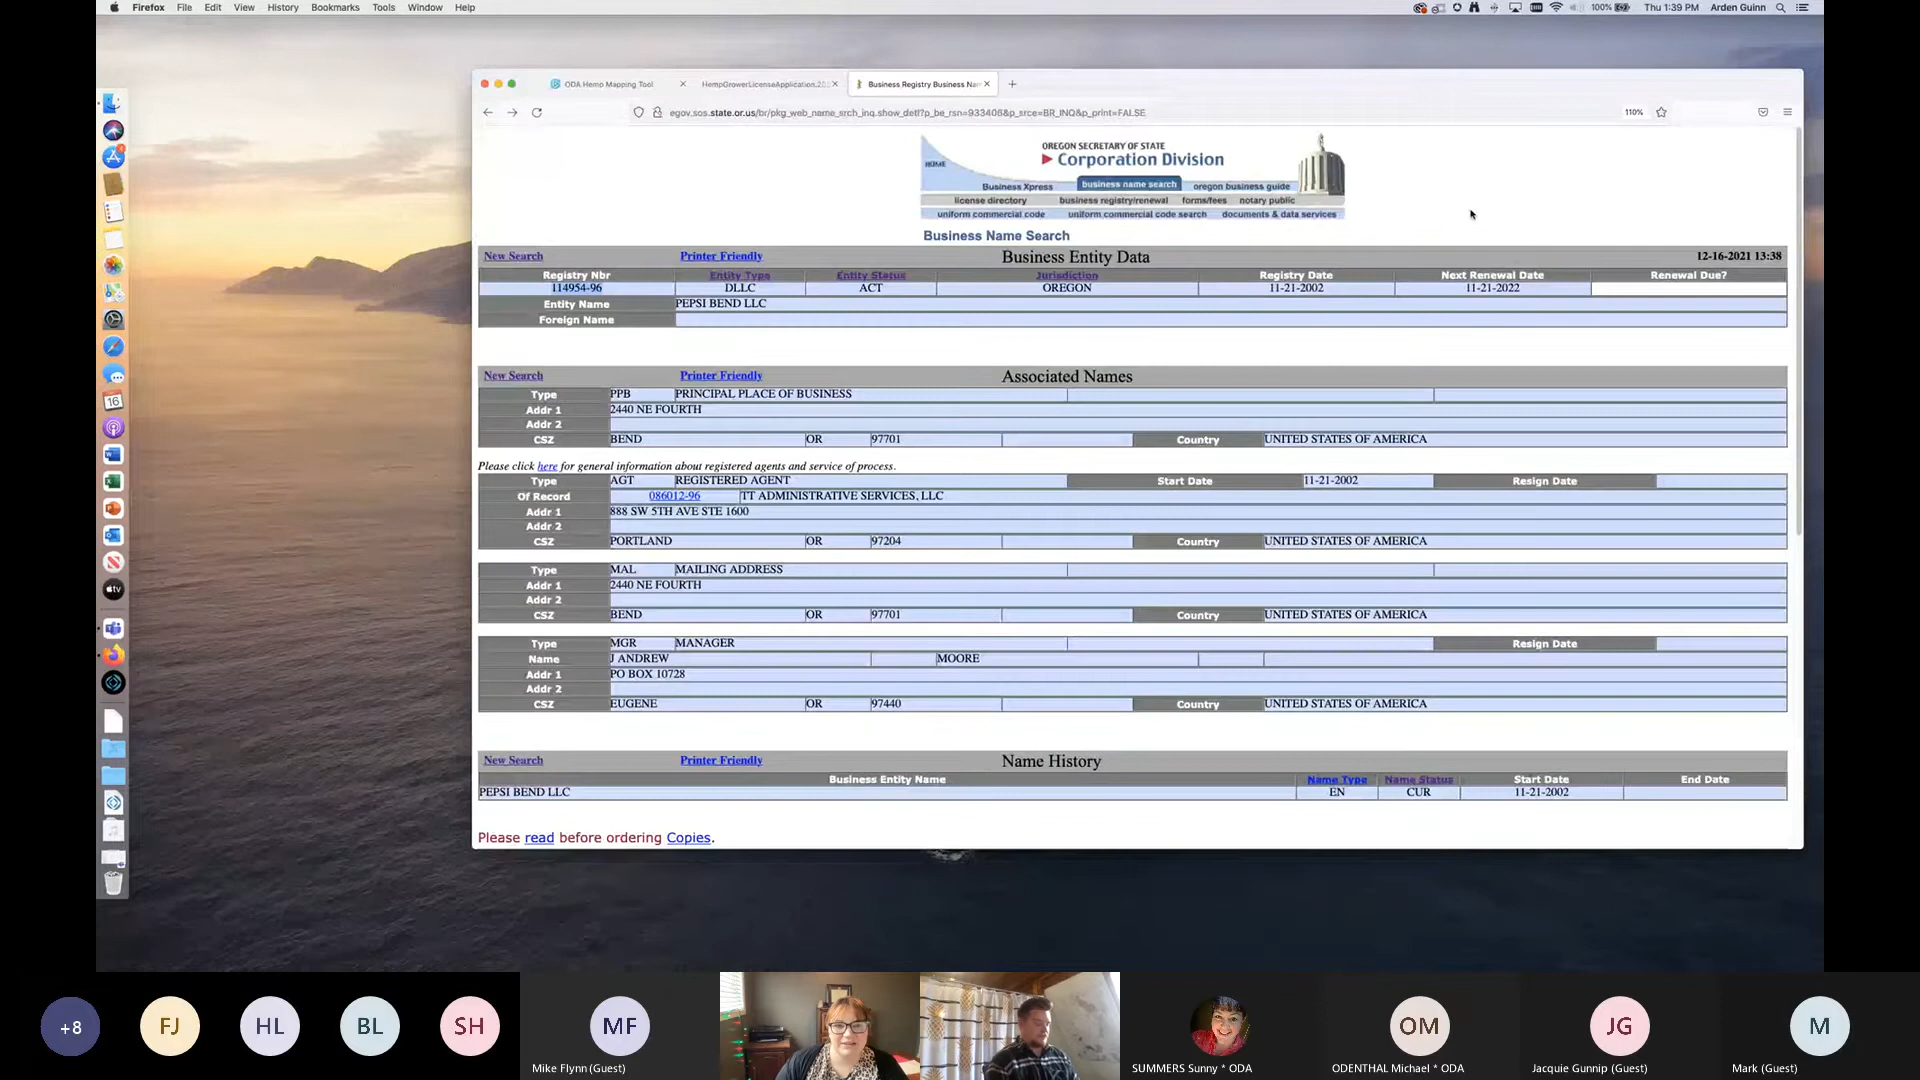 Firefox File Edit View History Bookmarks Tools Window Help 100% Thu 1:39 PM Arden Guinn
ODA Hemp Mapping Tool HempGrowerLicenseApplication.20 Business Registry Business Na
egov.sos.state.or.us/br/pkg_web_name_srch_inq.show_detl?p_be_rsn=933406&p_srce=BR_INQ&p_print=FALSE 110%
OREGON SECRETARY OF STATE
HOME Corporation Division
Business Xpress business name search oregon business guide
license directory business registry/renewal forms/fees notary public
uniform commercial code uniform commercial code search documents & data services
Business Name Search
New Search Printer Friendly Business Entity Data 12-16-2021 13:38
Registry Nbr Entity Type Entity Status Jurisdiction Registry Date Next Renewal Date Renewal Due?
114954-96 DLLC ACT OREGON 11-21-2002 11-21-2022
Entity Name PEPSI BEND LLC
Foreign Name
New Search Printer Friendly Associated Names
Type PPB PRINCIPAL PLACE OF BUSINESS
Addr 1 2440 NE FOURTH
Addr 2
CSZ BEND OR 97701 Country UNITED STATES OF AMERICA
Please click here for general information about registered agents and service of process.
Type AGT REGISTERED AGENT Start Date 11-21-2002 Resign Date
Of Record 086012-96 TT ADMINISTRATIVE SERVICES, LLC
Addr 1 888 SW 5TH AVE STE 1600
Addr 2
CSZ PORTLAND OR 97204 Country UNITED STATES OF AMERICA
Type MAL MAILING ADDRESS
Addr 1 2440 NE FOURTH
Addr 2
CSZ BEND OR 97701 Country UNITED STATES OF AMERICA
Type MGR MANAGER Resign Date
Name J ANDREW MOORE
Addr 1 PO BOX 10728
Addr 2
CSZ EUGENE OR 97440 Country UNITED STATES OF AMERICA
New Search Printer Friendly Name History
Business Entity Name Name Type Name Status Start Date End Date
PEPSI BEND LLC EN CUR 11-21-2002
Please read before ordering Copies.
16
tv
+8 FJ HL BL SH MF OM JG M
Mike Flynn (Guest) SUMMERS Sunny * ODA ODENTHAL Michael * ODA Jacquie Gunnip (Guest) Mark (Guest)